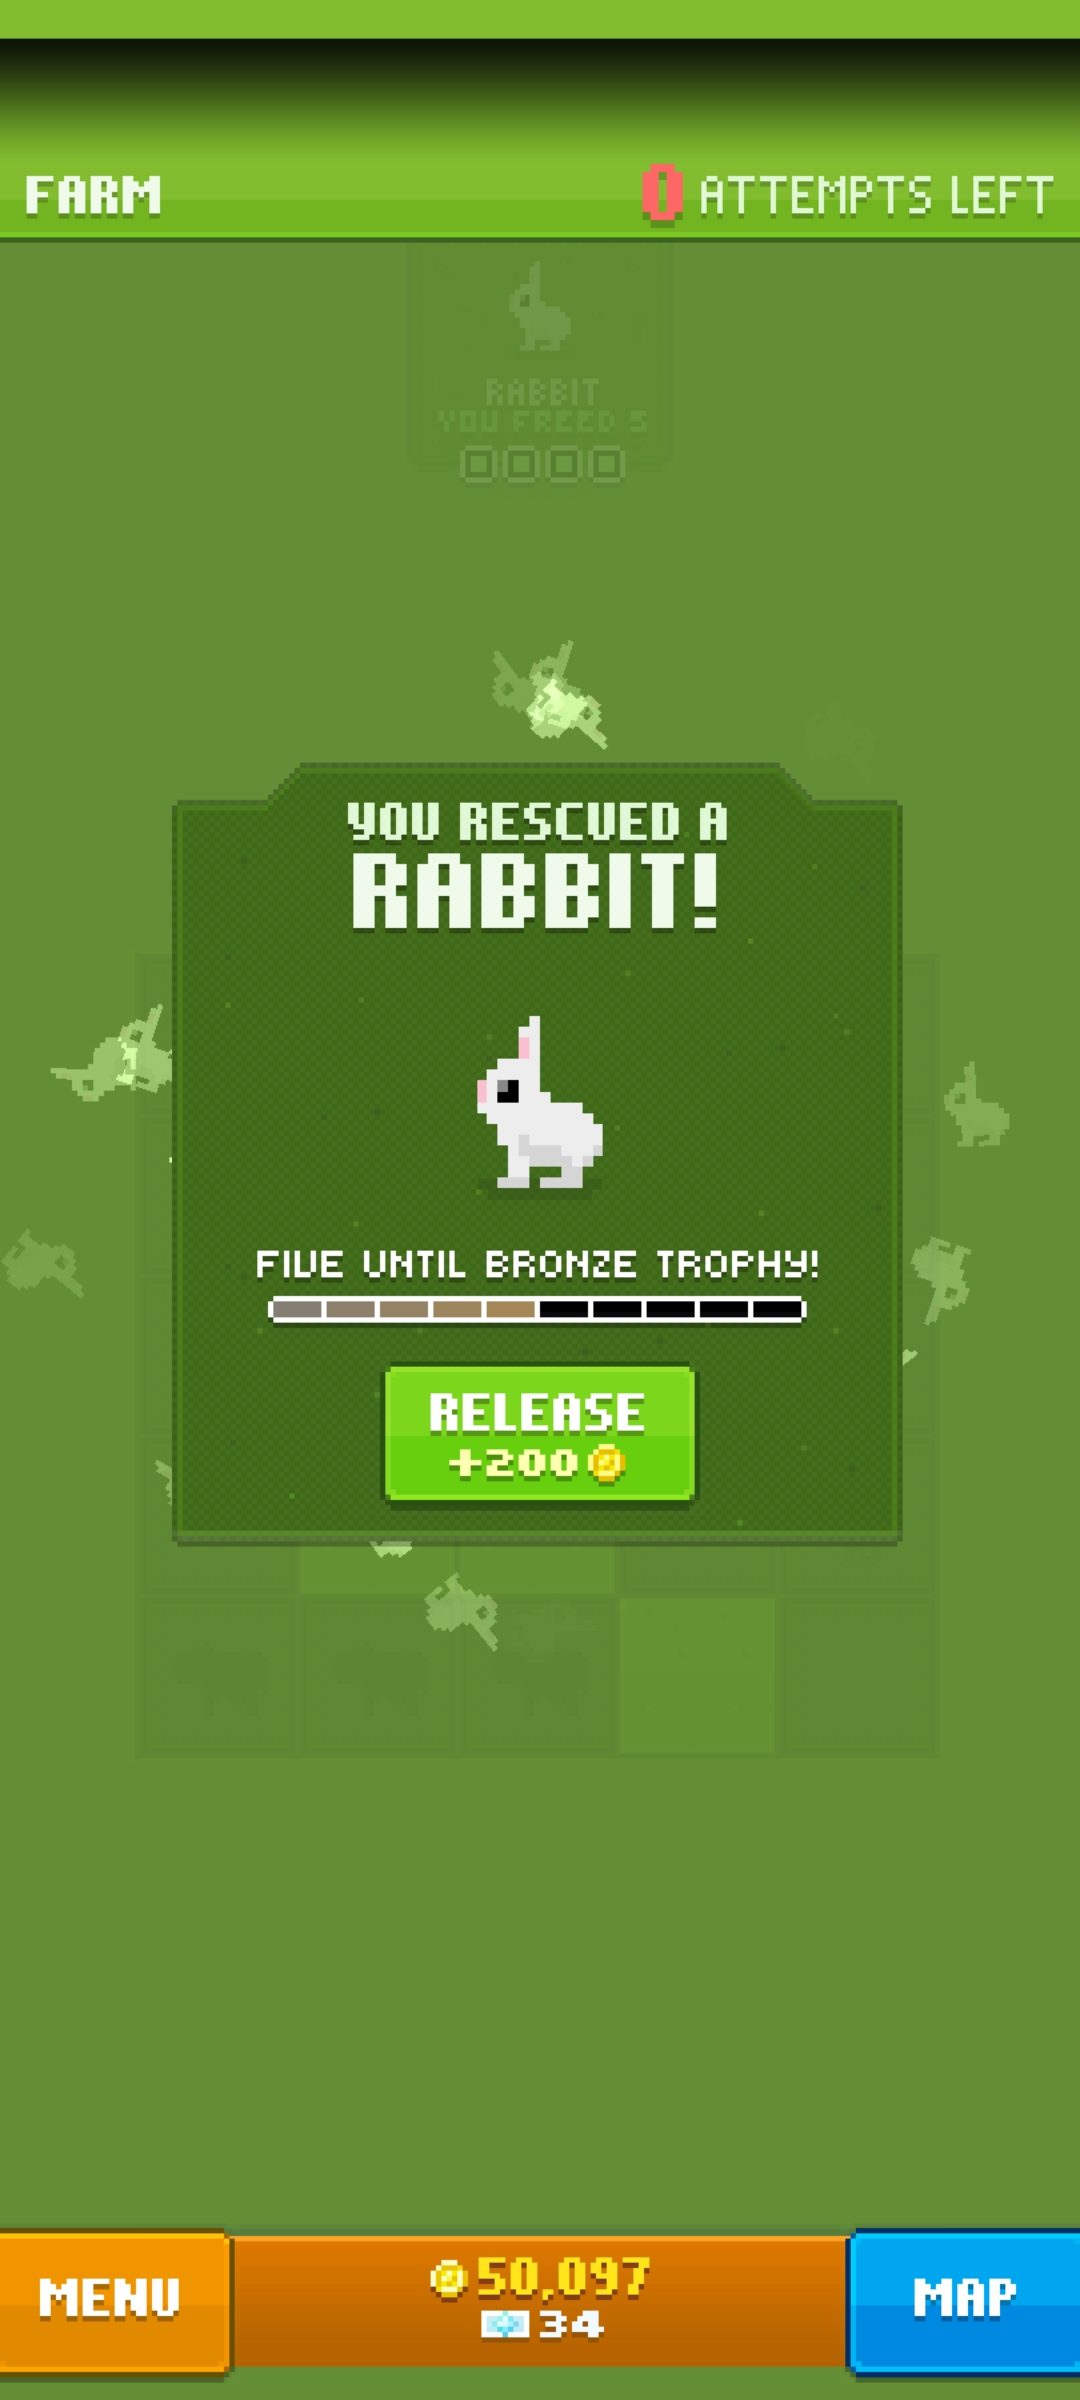 FARM
0 ATTEMPTS LEFT
RABBIT
YOU FREED 5
YOU RESCUED A
RABBIT!
FIVE UNTIL BRONZE TROPHY!
RELEASE
+200
MENU
50,097
34
MAP